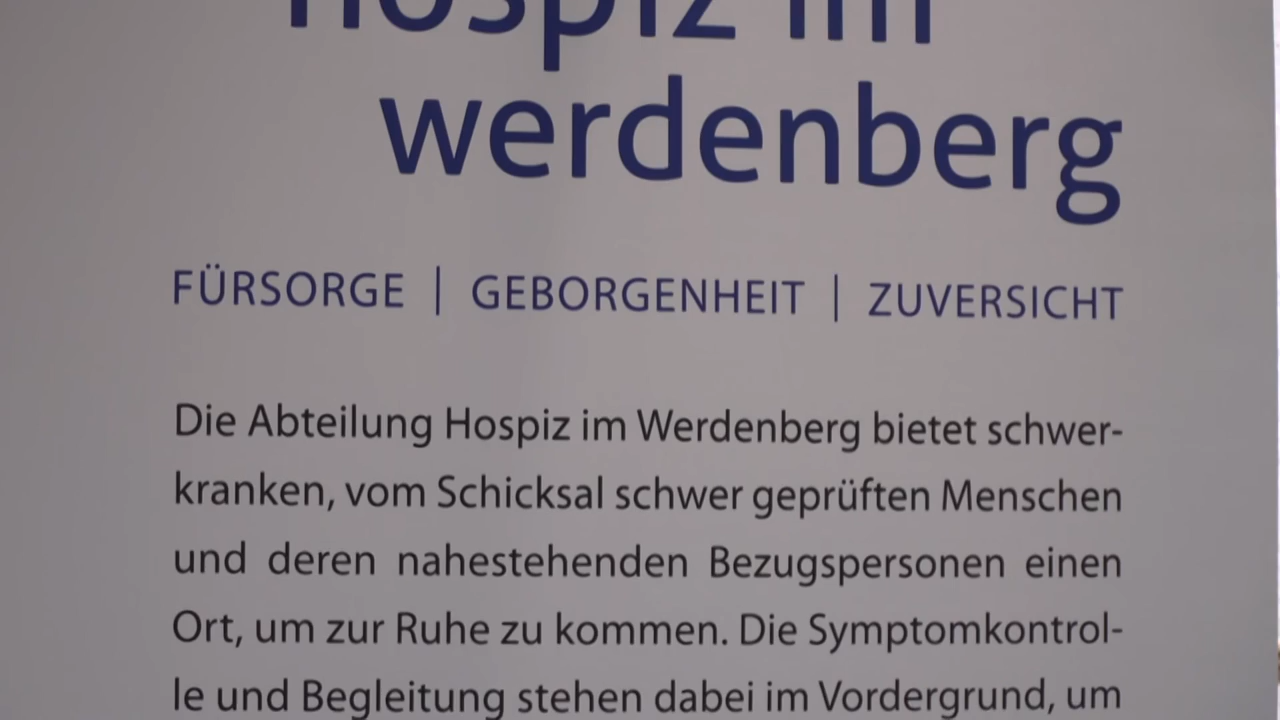 hospiz im
werdenberg
FÜRSORGE | GEBORGENHEIT | ZUVERSICHT
Die Abteilung Hospiz im Werdenberg bietet schwer-
kranken, vom Schicksal schwer geprüften Menschen
und deren nahestehenden Bezugspersonen einen
Ort, um zur Ruhe zu kommen. Die Symptomkontrol-
le und Begleitung stehen dabei im Vordergrund, um